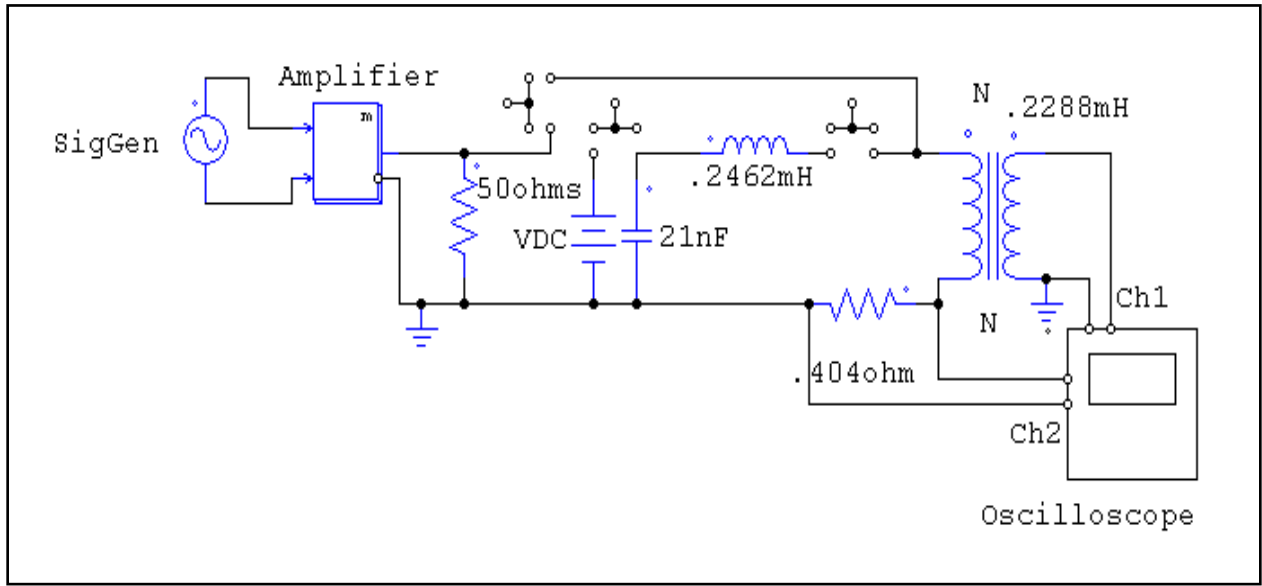 Amplifier
SigGen
m
N
.2288mH
50ohms
.2462mH
VDC
21nF
Ch1
N
.404ohm
Ch2
Oscilloscope